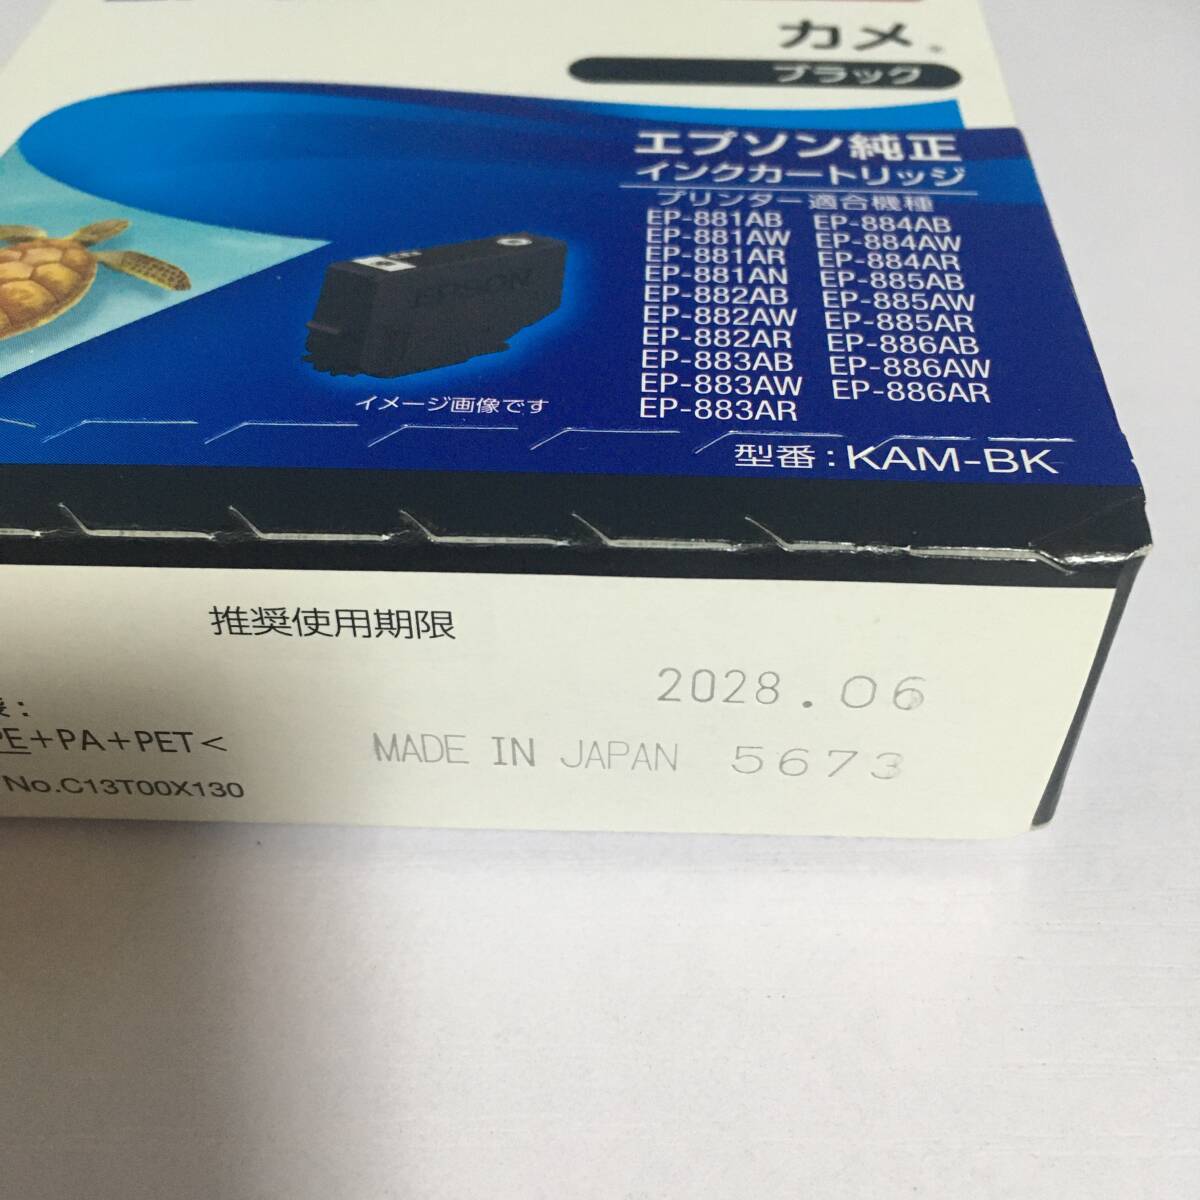 カメ
ブラック
エプソン純正
インクカートリッジ
プリンター適合機種
EP-881AB EP-884AB
EP-881AW EP-884AW
EP-881AR EP-884AR
EP-881AN EP-885AB
EP-882AB EP-885AW
EP-882AW EP-885AR
EP-882AR EP-886AB
EP-883AB EP-886AW
EP-883AW EP-886AR
EP-883AR
EPSON
イメージ画像です
型番：KAM-BK
推奨使用期限
2028.06
PE+PA+PET<
MADE IN JAPAN 5673
No.C13T00X130